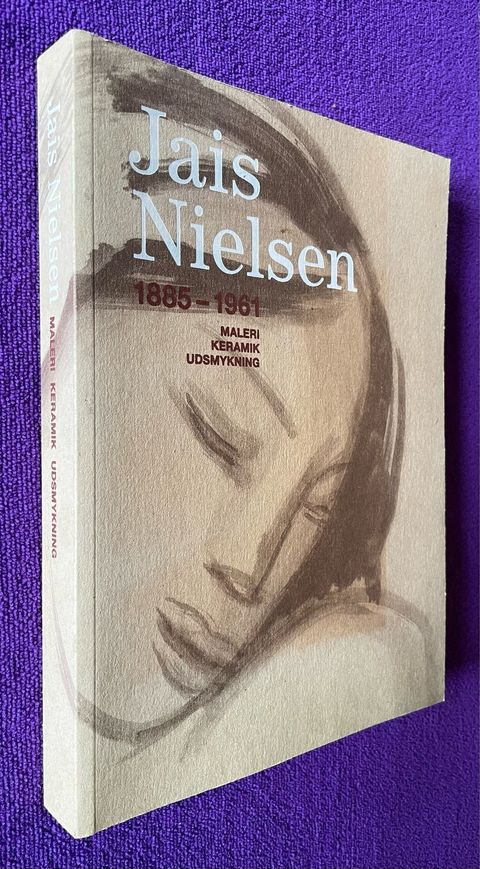 Jais
Nielsen
1885 – 1961
MALERI
KERAMIK
UDSMYKNING
Jais Nielsen MALERI KERAMIK UDSMYKNING